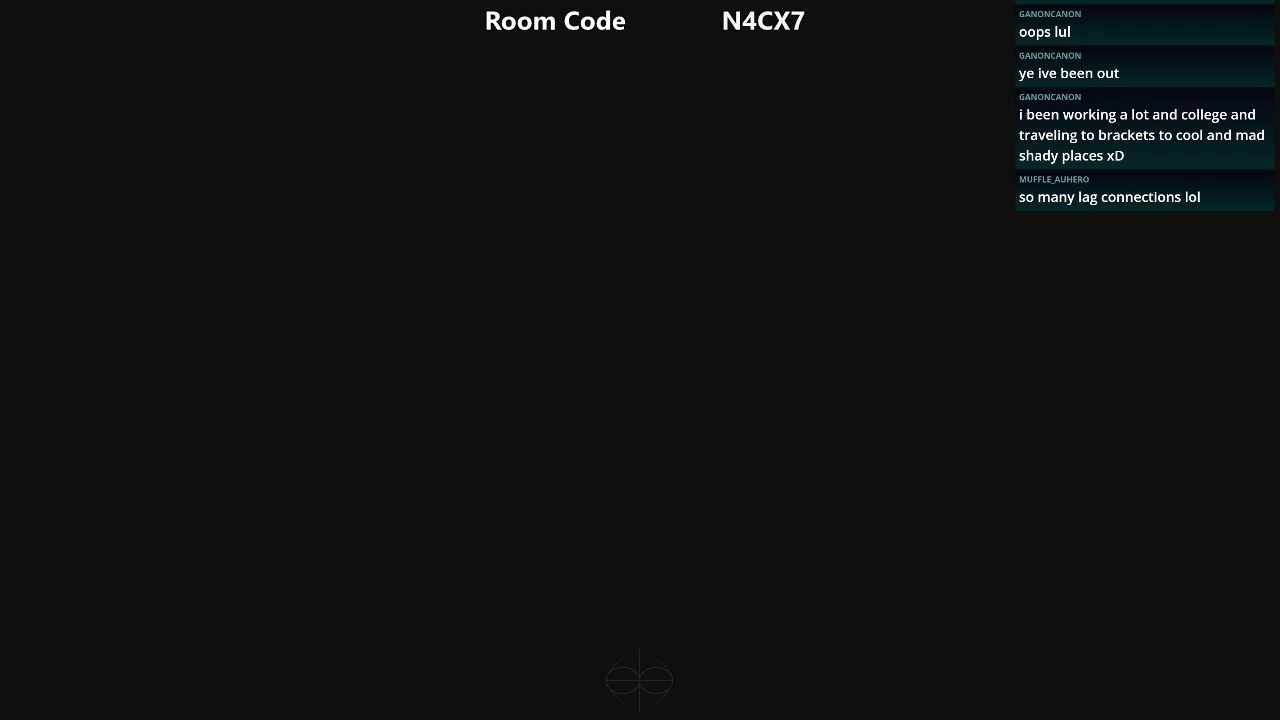 Room Code N4CX7
GANONCANON
oops lul
GANONCANON
ye ive been out
GANONCANON
i been working a lot and college and
traveling to brackets to cool and mad
shady places xD
MUFFLE_AUHERO
so many lag connections lol